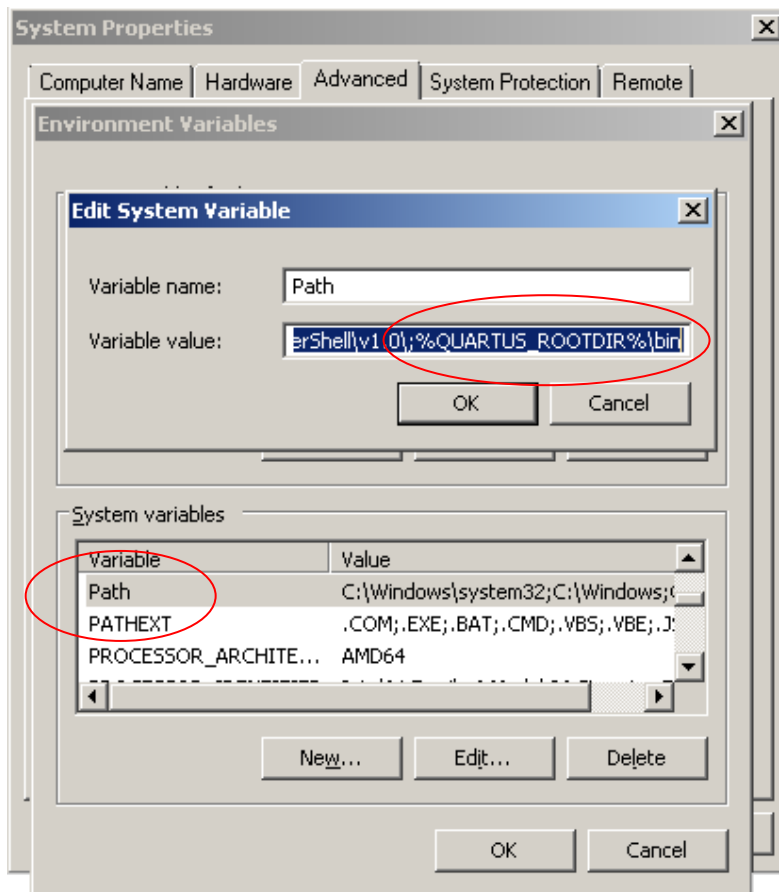 System Properties
Computer Name Hardware Advanced System Protection Remote
Environment Variables
Edit System Variable
Variable name: Path
Variable value: erShell\v1.0\;%QUARTUS_ROOTDIR%\bin
OK Cancel
System variables
Variable Value
Path C:\Windows\system32;C:\Windows;
PATHEXT .COM;.EXE;.BAT;.CMD;.VBS;.VBE;
PROCESSOR_ARCHITE... AMD64
New... Edit... Delete
OK Cancel